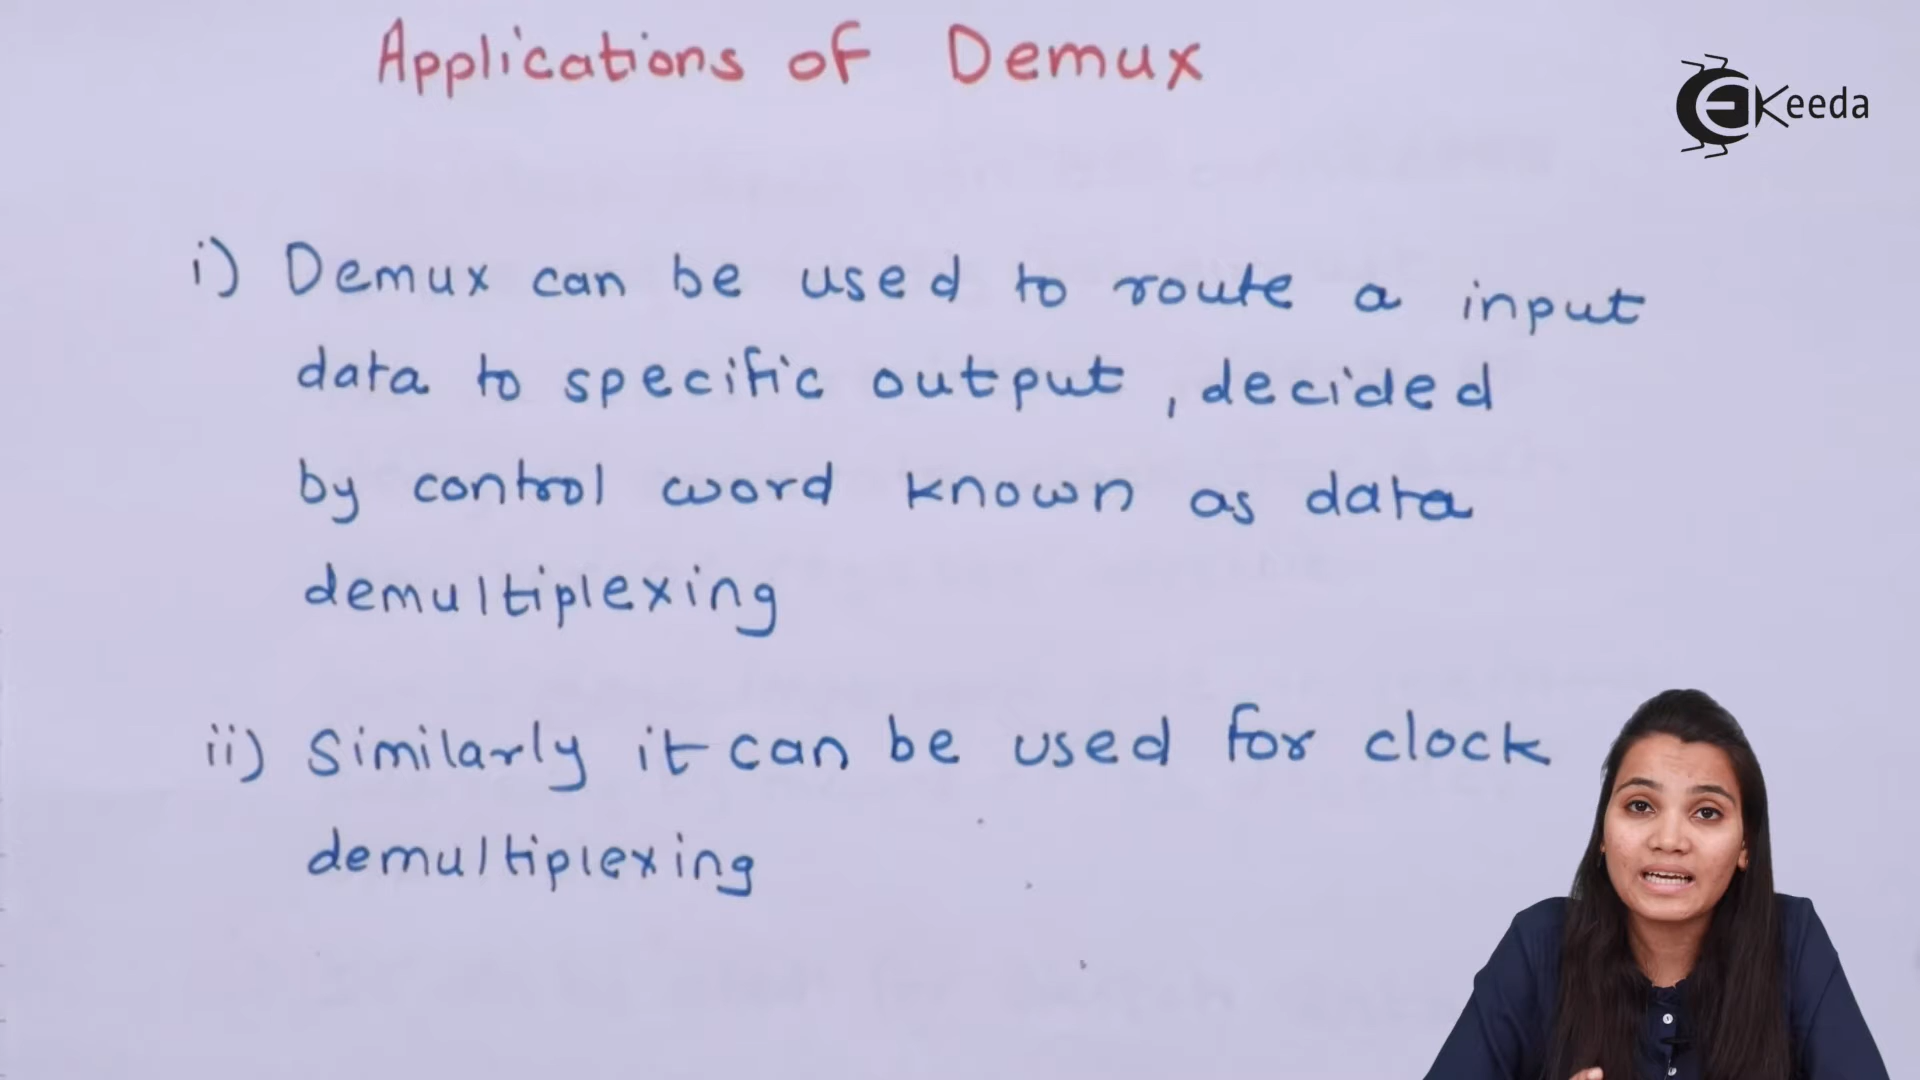 Applications of Demux
EKeeda
i) Demux can be used to route a input
data to specific output, decided
by control word known as data
demultiplexing
ii) Similarly it can be used for clock
demultiplexing